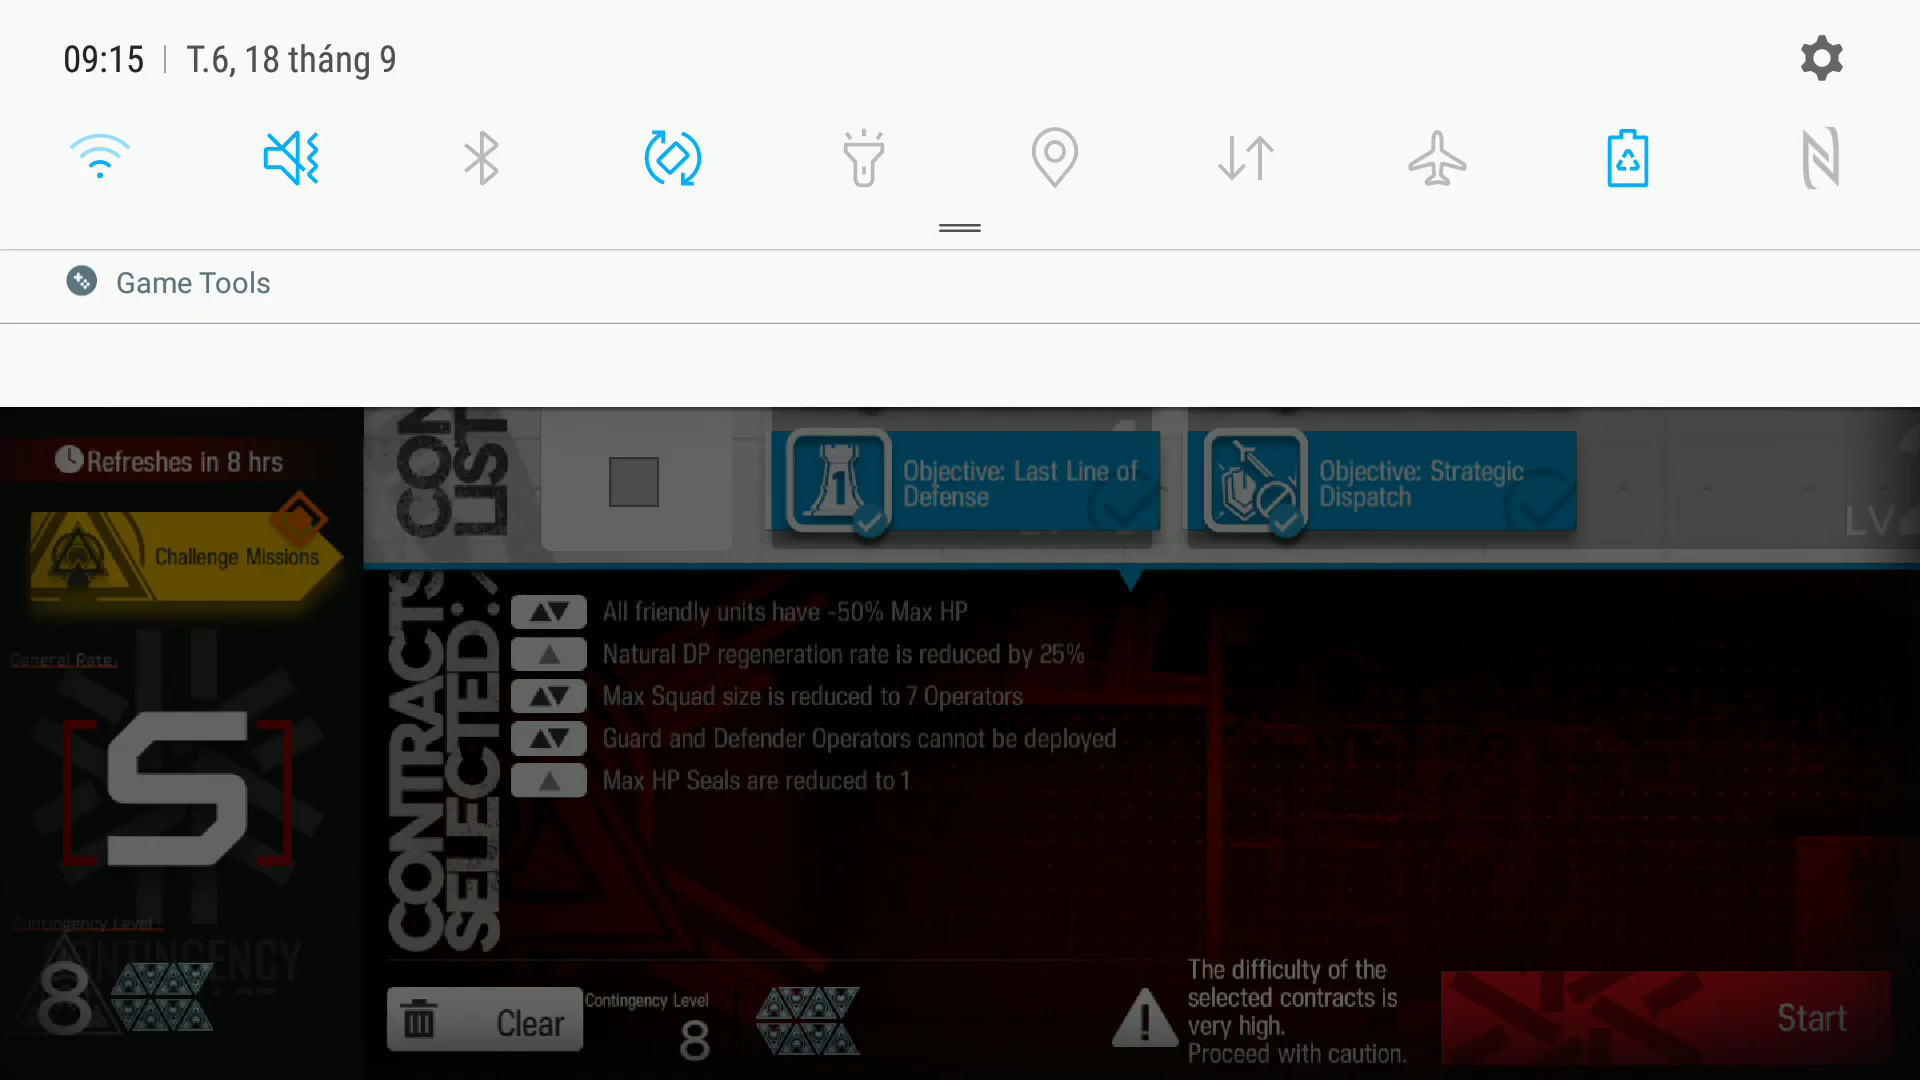 09:15 | T.6, 18 tháng 9
Game Tools
Refreshes in 8 hrs
LIST
Objective: Last Line of
Defense
Objective: Strategic
Dispatch
LV
Challenge Missions
General Rate:
S
Contingency Level:
8
CONTRACTS
SELECTED:
All friendly units have -50% Max HP
Natural DP regeneration rate is reduced by 25%
Max Squad size is reduced to 7 Operators
Guard and Defender Operators cannot be deployed
Max HP Seals are reduced to 1
Clear
Contingency Level
8
The difficulty of the
selected contracts is
very high.
Proceed with caution.
Start